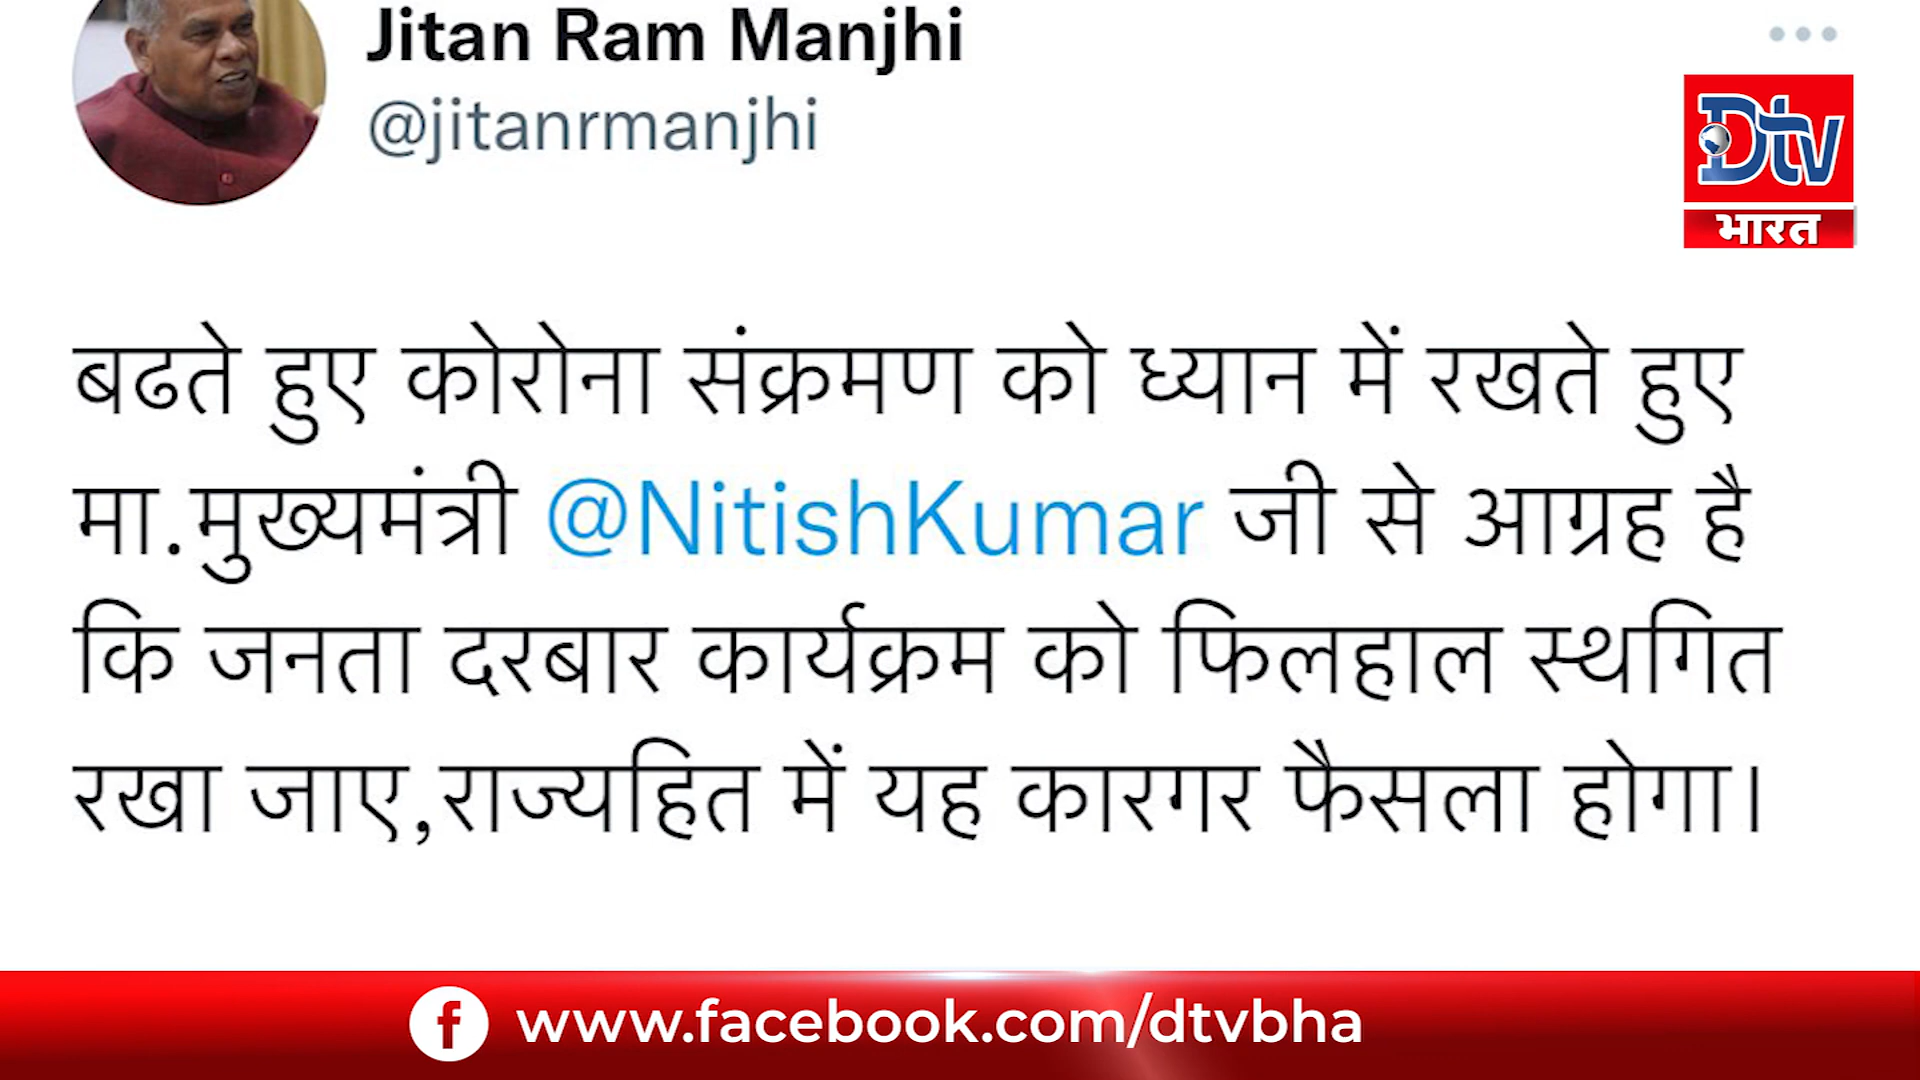 Jitan Ram Manjhi
@jitanrmanjhi
Dtv
भारत
बढते हुए कोरोना संक्रमण को ध्यान में रखते हुए
मा.मुख्यमंत्री @NitishKumar जी से आग्रह है
कि जनता दरबार कार्यक्रम को फिलहाल स्थगित
रखा जाए,राज्यहित में यह कारगर फैसला होगा।
f www.facebook.com/dtvbha